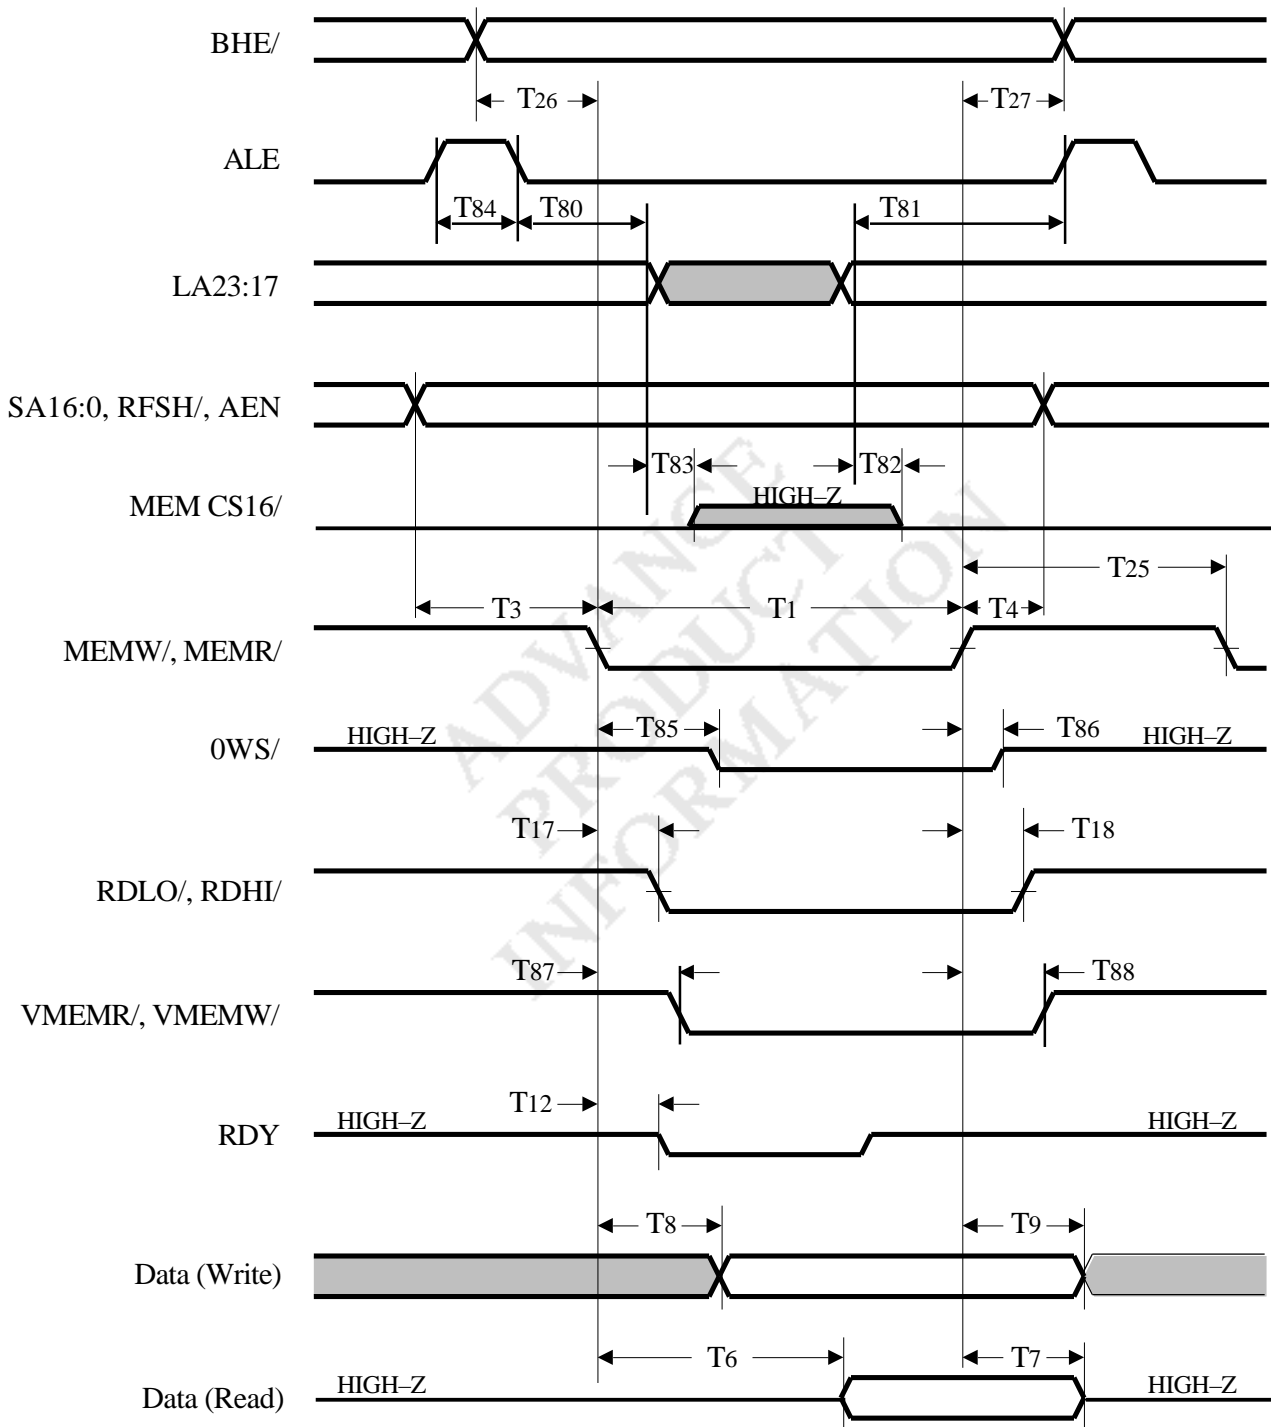 BHE/
T26
T27
ALE
T84
T80
T81
LA23:17
SA16:0, RFSH/, AEN
T83
T82
MEM CS16/
HIGH–Z
T25
T3
T1
T4
MEMW/, MEMR/
T85
T86
0WS/
HIGH–Z
HIGH–Z
T17
T18
RDLO/, RDHI/
T87
T88
VMEMR/, VMEMW/
T12
RDY
HIGH–Z
HIGH–Z
T8
T9
Data (Write)
T6
T7
Data (Read)
HIGH–Z
HIGH–Z
ADVANCE
PRODUCT
INFORMATION